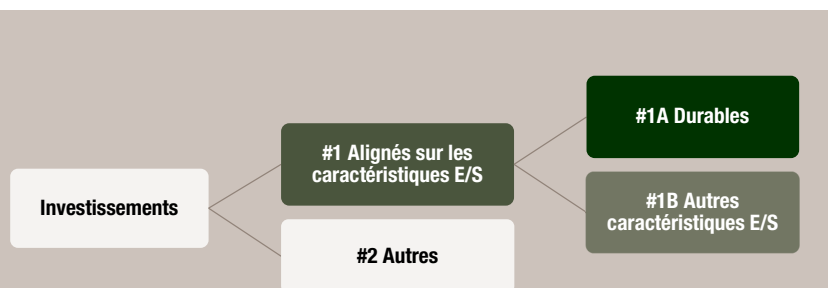 Investissements
#1 Alignés sur les
caractéristiques E/S
#2 Autres
#1A Durables
#1B Autres
caractéristiques E/S